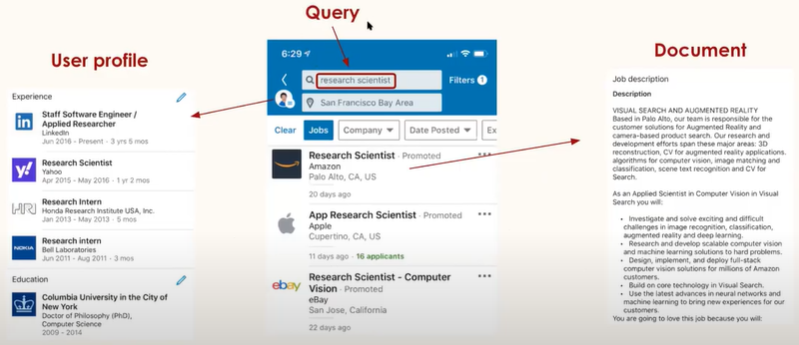 Query
User profile
Experience
Staff Software Engineer /
Applied Researcher
LinkedIn
Jun 2016 - Present · 3 yrs 5 mos
Research Scientist
Yahoo
Apr 2015 - May 2016 · 1 yr 2 mos
Research Intern
Honda Research Institute USA, Inc.
Jan 2013 - May 2013 · 5 mos
Research intern
Bell Laboratories
Jun 2011 - Aug 2011 · 3 mos
Education
Columbia University in the City of
New York
Doctor of Philosophy (PhD),
Computer Science
2009 - 2014
in
y!
HRI
NOKIA
6:29
research scientist
Filters 1
San Francisco Bay Area
Clear
Jobs
Company
Date Posted
Ex
Research Scientist · Promoted
Amazon
Palo Alto, CA, US
20 days ago
App Research Scientist · Promoted
Apple
Cupertino, CA, US
11 days ago · 16 applicants
ebay
Research Scientist - Computer
Vision · Promoted
eBay
San Jose, California
22 days ago
Document
Job description
Description
VISUAL SEARCH AND AUGMENTED REALITY
Based in Palo Alto, our team is responsible for the
customer solutions for Augmented Reality and
camera-based product search. Our research and
development efforts span these major areas: 3D
reconstruction, CV for augmented reality applications.
algorithms for computer vision, image matching and
classification, scene text recognition and CV for
Search.
As an Applied Scientist in Computer Vision in Visual
Search you will:
• Investigate and solve exciting and difficult
challenges in image recognition, classification,
augmented reality and deep learning.
• Research and develop scalable computer vision
and machine learning solutions to hard problems.
• Design, implement, and deploy full-stack
computer vision solutions for millions of Amazon
customers.
• Build on core technology in Visual Search.
• Use the latest advances in neural networks and
machine learning to bring new experiences for our
customers.
You are going to love this job because you will: